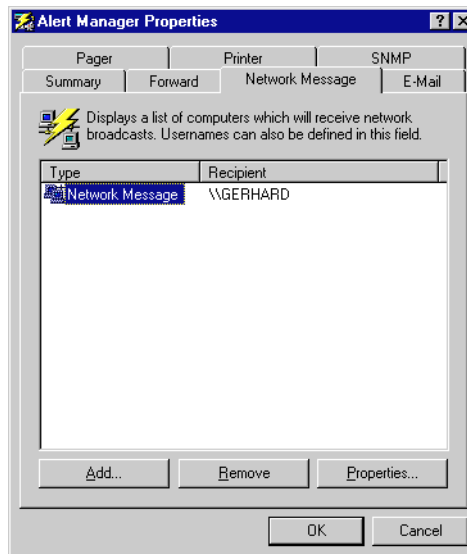 Alert Manager Properties
Pager Printer SNMP
Summary Forward Network Message E-Mail
Displays a list of computers which will receive network
broadcasts. Usernames can also be defined in this field.
Type Recipient
Network Message \\GERHARD
Add... Remove Properties...
OK Cancel